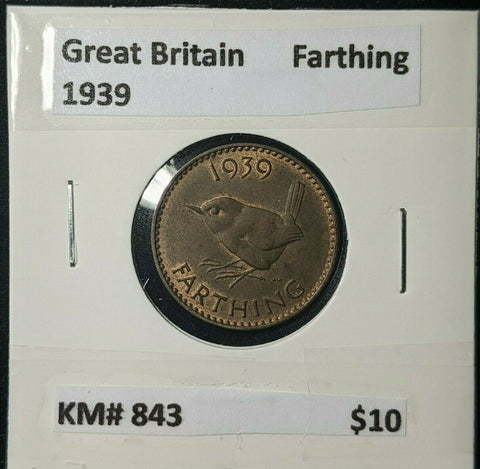 Great Britain Farthing
1939
1939
FARTHING
KM# 843 $10